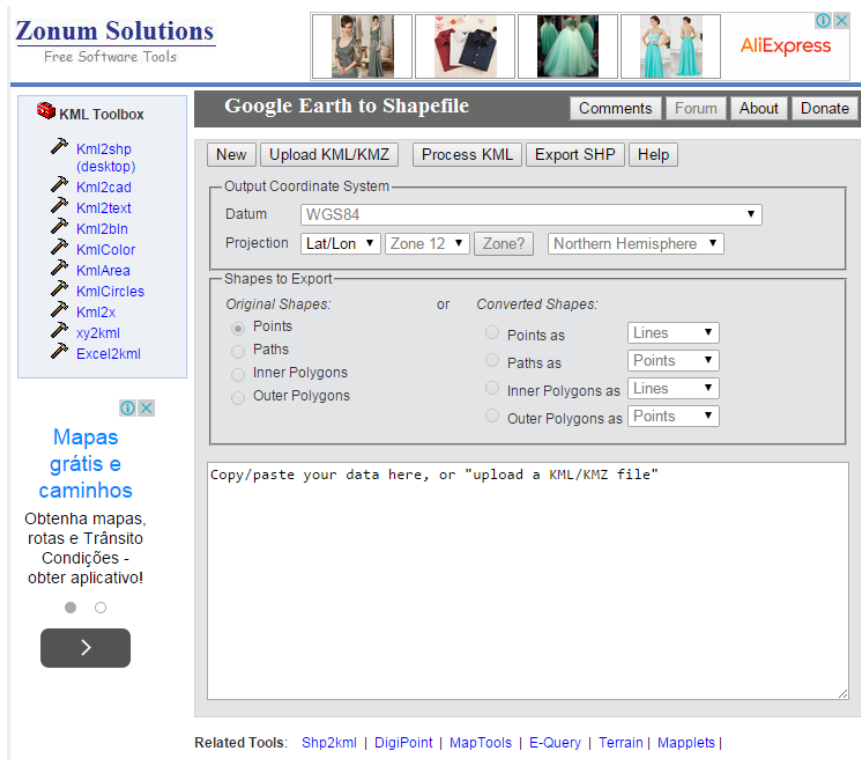 Zonum Solutions
Free Software Tools
AliExpress
KML Toolbox
Kml2shp
(desktop)
Kml2cad
Kml2text
Kml2bln
KmlColor
KmlArea
KmlCircles
Kml2x
xy2kml
Excel2kml
Mapas
grátis e
caminhos
Obtenha mapas,
rotas e Trânsito
Condições -
obter aplicativo!
Google Earth to Shapefile
Comments Forum About Donate
New Upload KML/KMZ Process KML Export SHP Help
Output Coordinate System
Datum WGS84
Projection Lat/Lon Zone 12 Zone? Northern Hemisphere
Shapes to Export
Original Shapes: or Converted Shapes:
Points
Paths
Inner Polygons
Outer Polygons
Points as Lines
Paths as Points
Inner Polygons as Lines
Outer Polygons as Points
Copy/paste your data here, or "upload a KML/KMZ file"
Related Tools: Shp2kml | DigiPoint | MapTools | E-Query | Terrain | Mapplets |